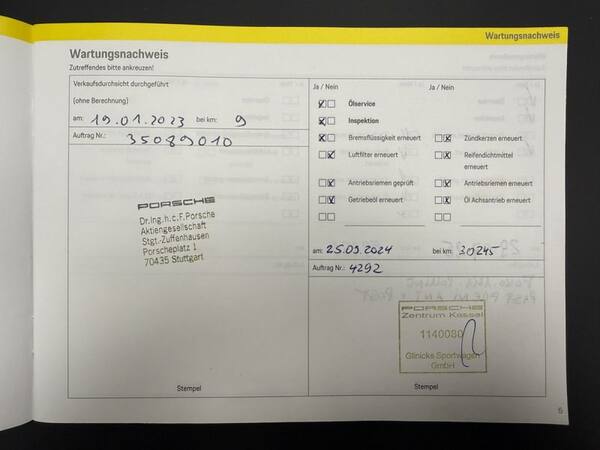 Wartungsnachweis
Wartungsnachweis
Zutreffendes bitte ankreuzen!
Verkaufsdurchsicht durchgeführt
(ohne Berechnung)
am: 19.01.2023 bei km: 9
Auftrag Nr.: 35089010
PORSCHE
Dr.Ing.h.c.F.Porsche
Aktiengesellschaft
Stgt.-Zuffenhausen
Porscheplatz 1
70435 Stuttgart
Stempel
Ja / Nein Ja / Nein
Ölservice
Inspektion
Bremsflüssigkeit erneuert Zündkerzen erneuert
Luftfilter erneuert Reifendichtmittel
erneuert
Antriebsriemen geprüft Antriebsriemen erneuert
Getriebeöl erneuert Öl Achsantrieb erneuert
am: 25.09.2024 bei km: 30245
Auftrag Nr.: 4292
PORSCHE
Zentrum Kassel
1140080
Glinicke Sportwagen
GmbH
Stempel
5